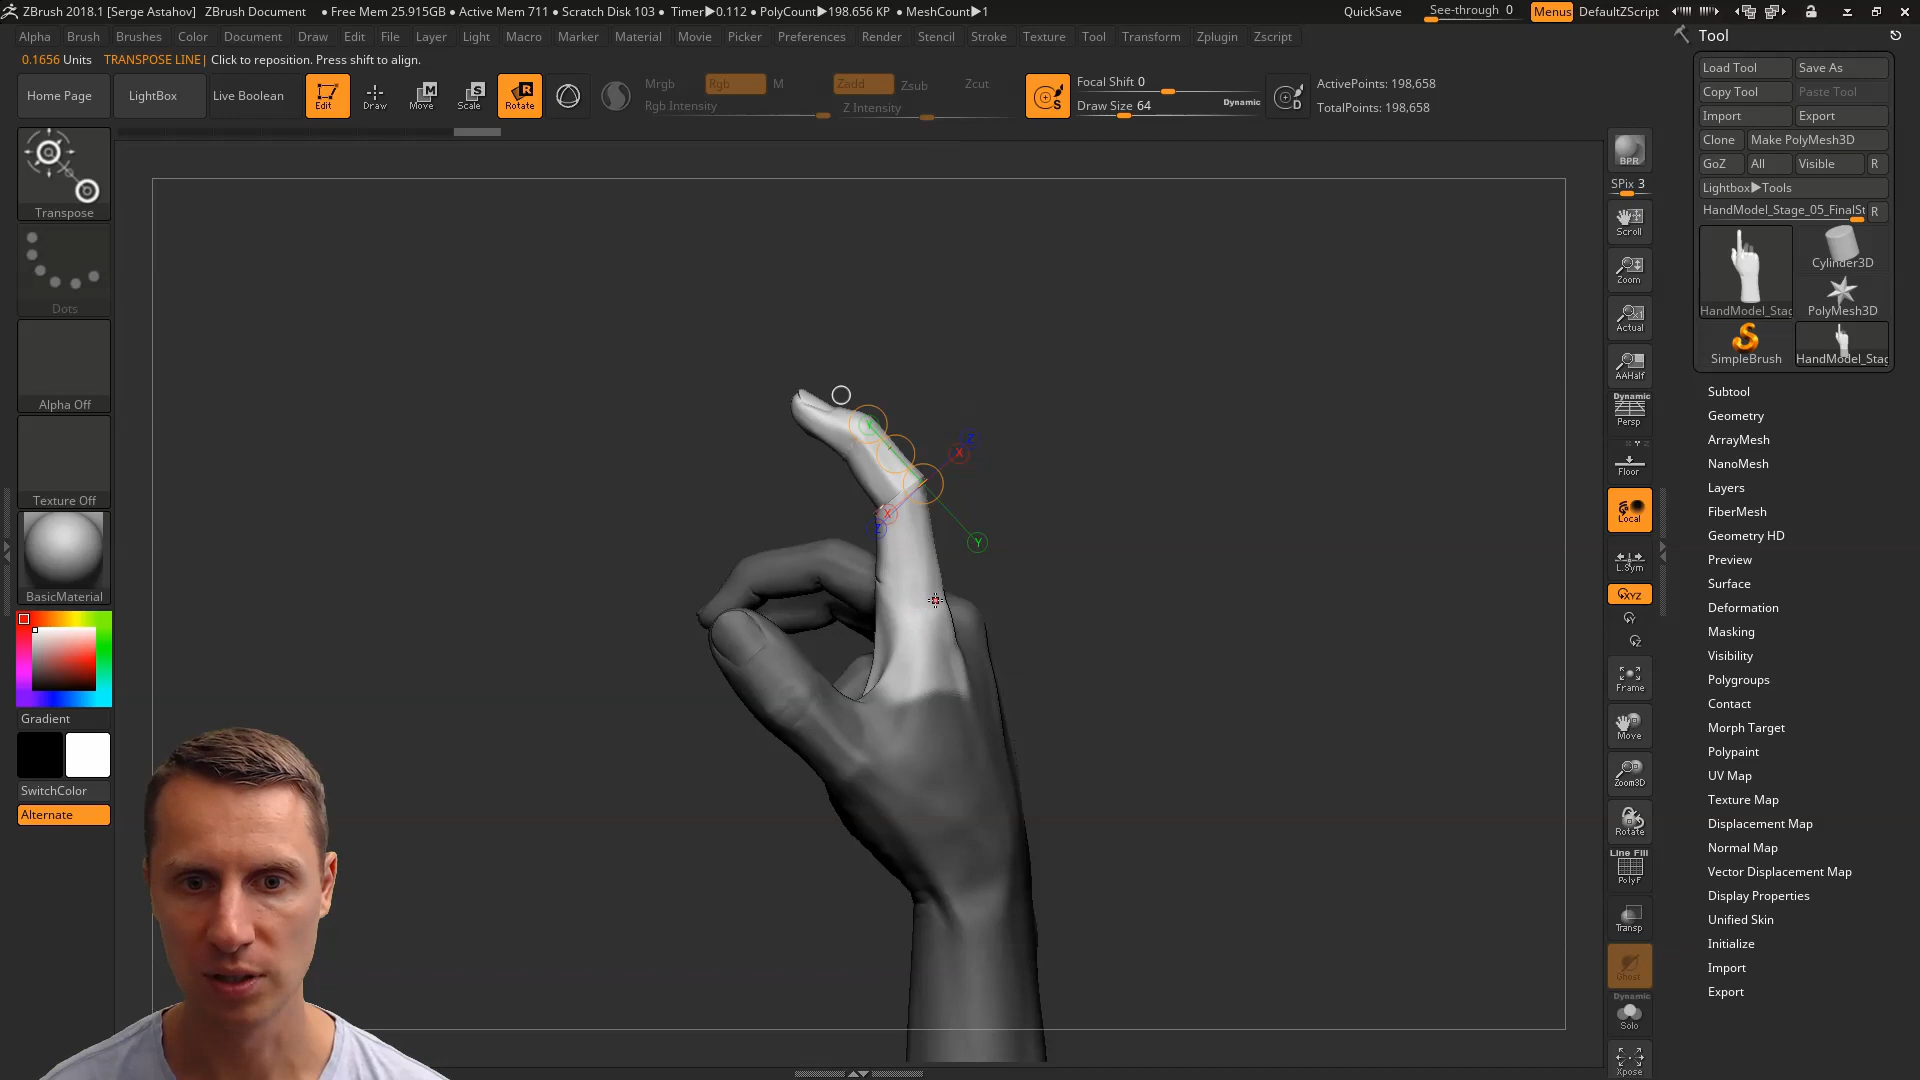 ZBrush 2018.1 [Serge Astahov] ZBrush Document • Free Mem 25.915GB • Active Mem 711 • Scratch Disk 103 • Timer▶0.112 • PolyCount▶198.656 KP • MeshCount▶1 QuickSave See-through 0 Menus DefaultZScript
Alpha Brush Brushes Color Document Draw Edit File Layer Light Macro Marker Material Movie Picker Preferences Render Stencil Stroke Texture Tool Transform Zplugin Zscript
Tool
0.1656 Units TRANSPOSE LINE| Click to reposition. Press shift to align.
Home Page LightBox Live Boolean Edit Draw Move Scale Rotate
Mrgb Rgb M Zadd Zsub Zcut
Rgb Intensity Z Intensity
Focal Shift 0
Draw Size 64 Dynamic
ActivePoints: 198,658
TotalPoints: 198,658
Load Tool Save As
Copy Tool Paste Tool
Import Export
Clone Make PolyMesh3D
GoZ All Visible R
Lightbox▶Tools
HandModel_Stage_05_FinalSt R
Cylinder3D
HandModel_Stag PolyMesh3D
SimpleBrush HandModel_Stag
Subtool
Geometry
ArrayMesh
NanoMesh
Layers
FiberMesh
Geometry HD
Preview
Surface
Deformation
Masking
Visibility
Polygroups
Contact
Morph Target
Polypaint
UV Map
Texture Map
Displacement Map
Normal Map
Vector Displacement Map
Display Properties
Unified Skin
Initialize
Import
Export
Transpose
Dots
Alpha Off
Texture Off
BasicMaterial
Gradient
SwitchColor
Alternate
BPR
SPix 3
Scroll
Zoom
Actual
AAHalf
Dynamic
Persp
Floor
Local
L.Sym
XYZ
Y
Z
Frame
Move
Zoom3D
Rotate
Line Fill
PolyF
Transp
Ghost
Dynamic
Solo
Xpose
Y
Z
X
X
Z
Y